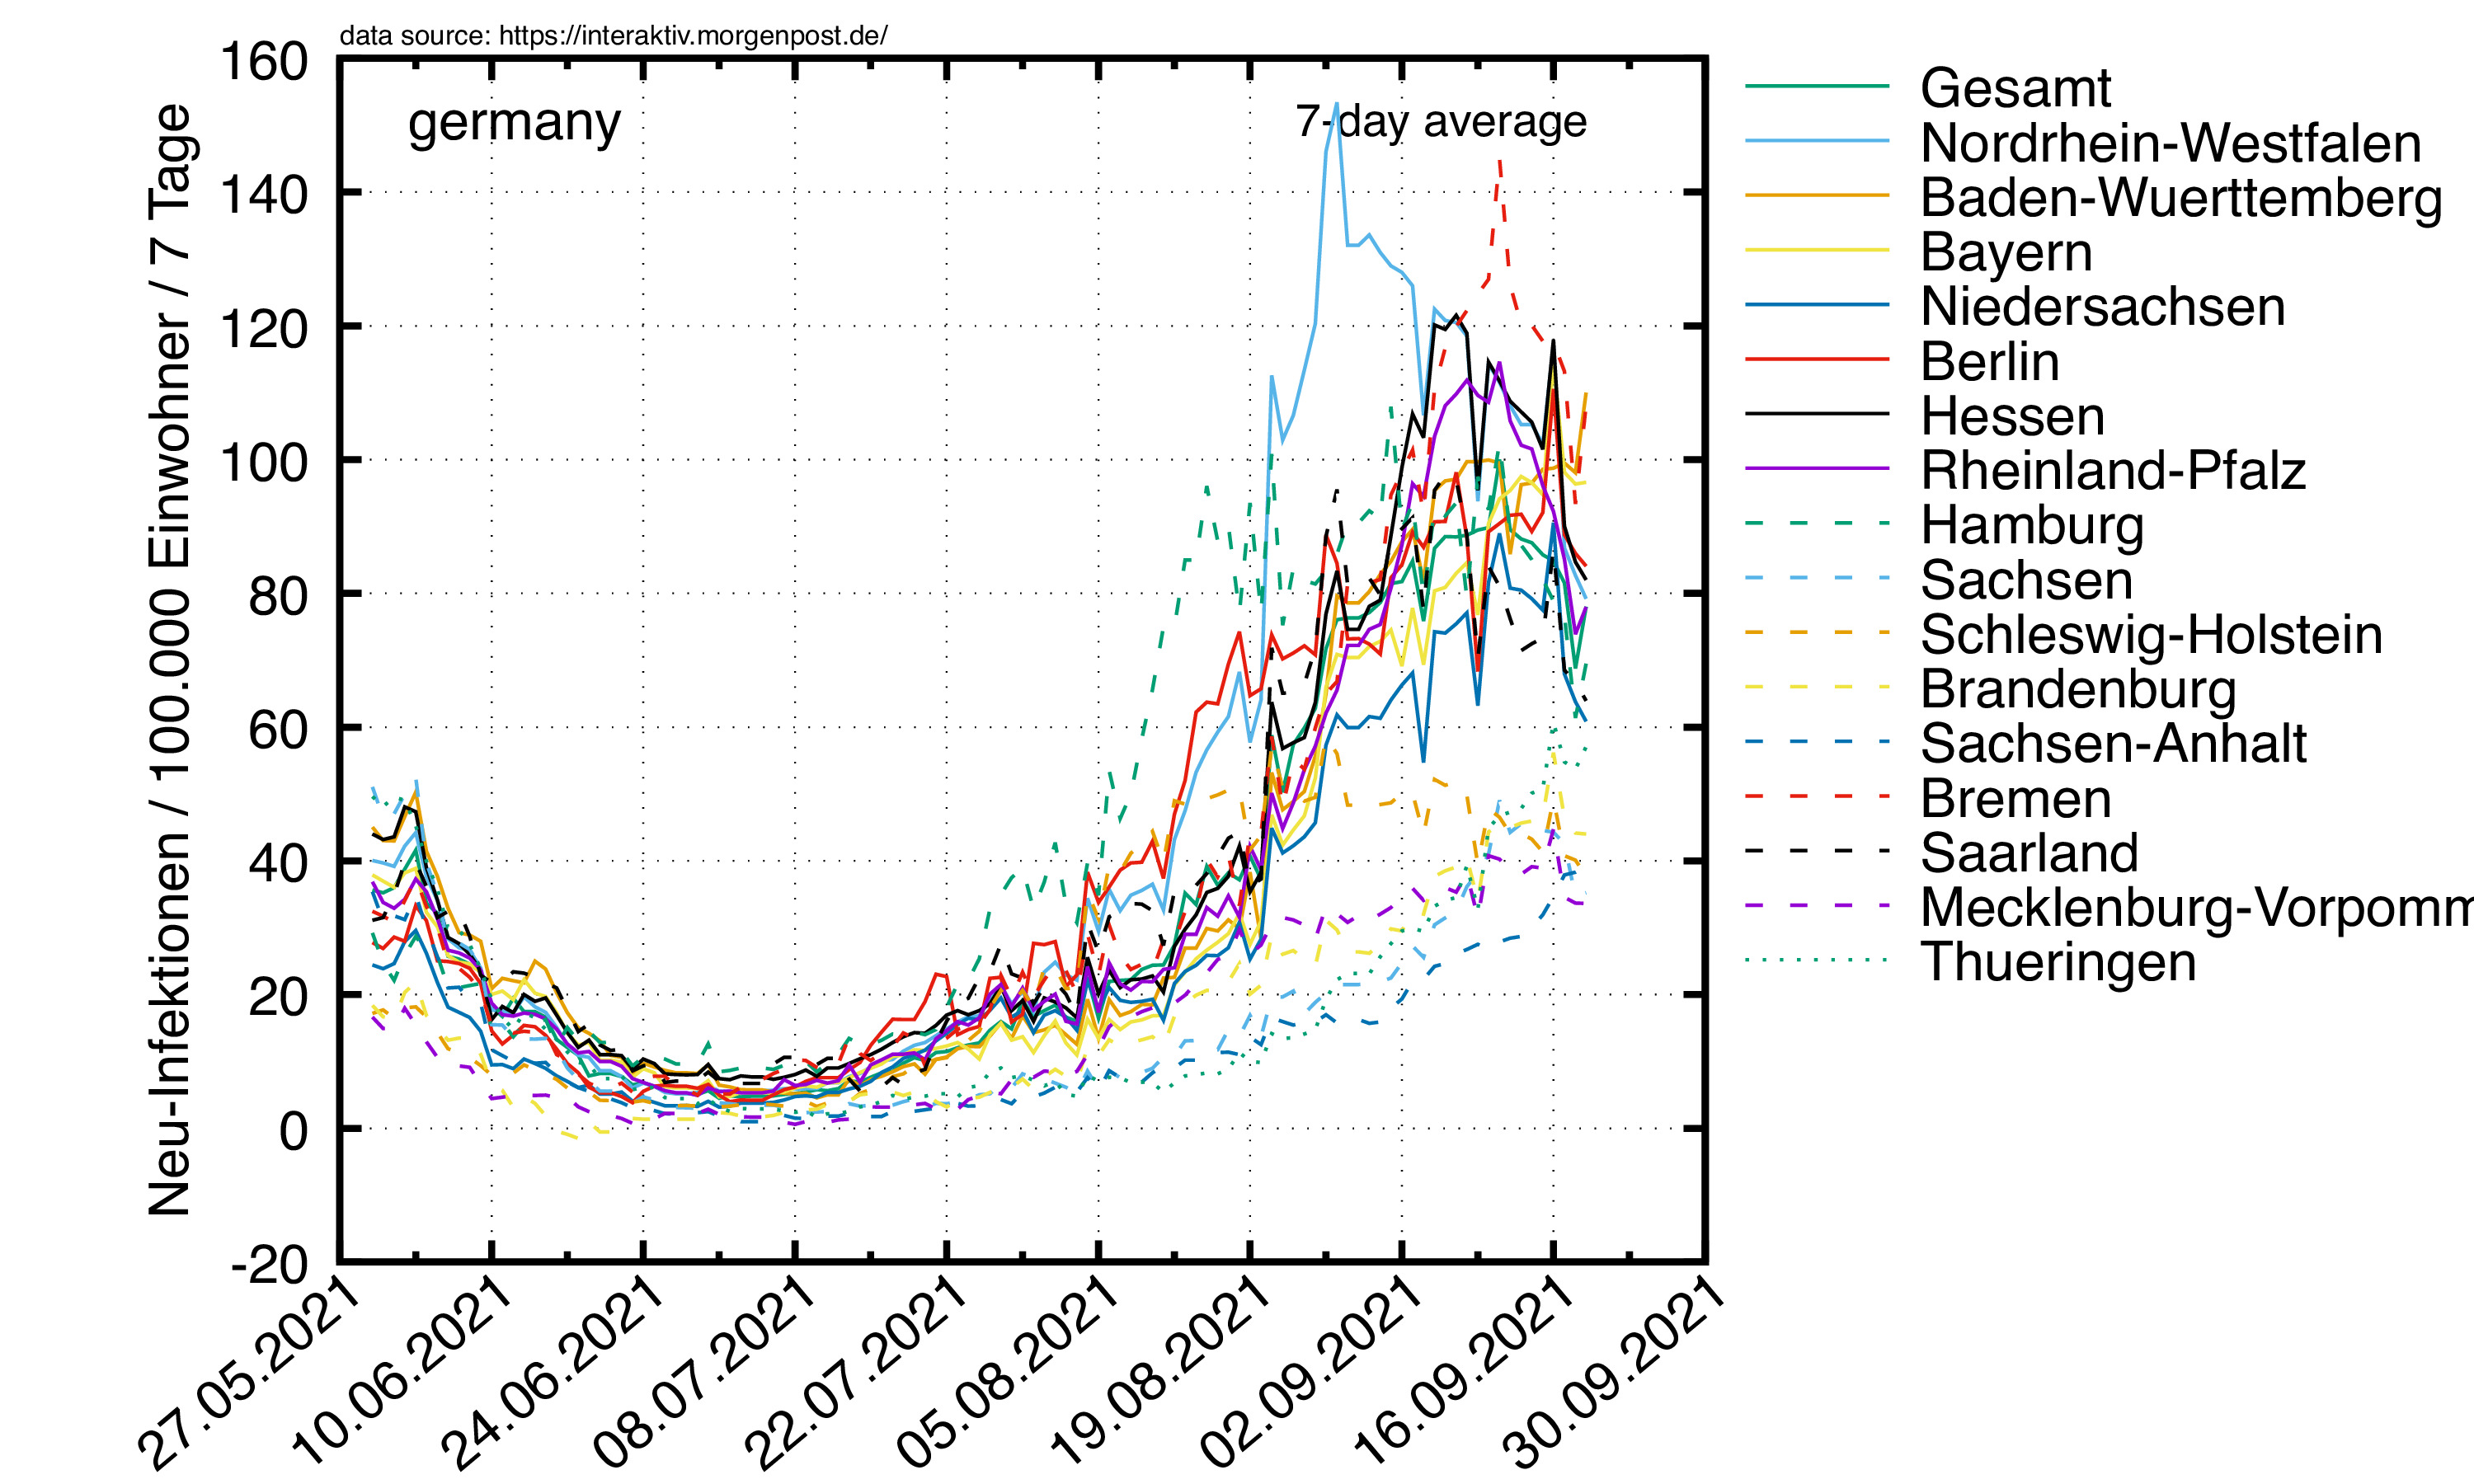 data source: https://interaktiv.morgenpost.de/
germany
7-day average
Neu-Infektionen / 100.000 Einwohner / 7 Tage
160
140
120
100
80
60
40
20
0
-20
27.05.2021
10.06.2021
24.06.2021
08.07.2021
22.07.2021
05.08.2021
19.08.2021
02.09.2021
16.09.2021
30.09.2021
Gesamt
Nordrhein-Westfalen
Baden-Wuerttemberg
Bayern
Niedersachsen
Berlin
Hessen
Rheinland-Pfalz
Hamburg
Sachsen
Schleswig-Holstein
Brandenburg
Sachsen-Anhalt
Bremen
Saarland
Mecklenburg-Vorpomm
Thueringen